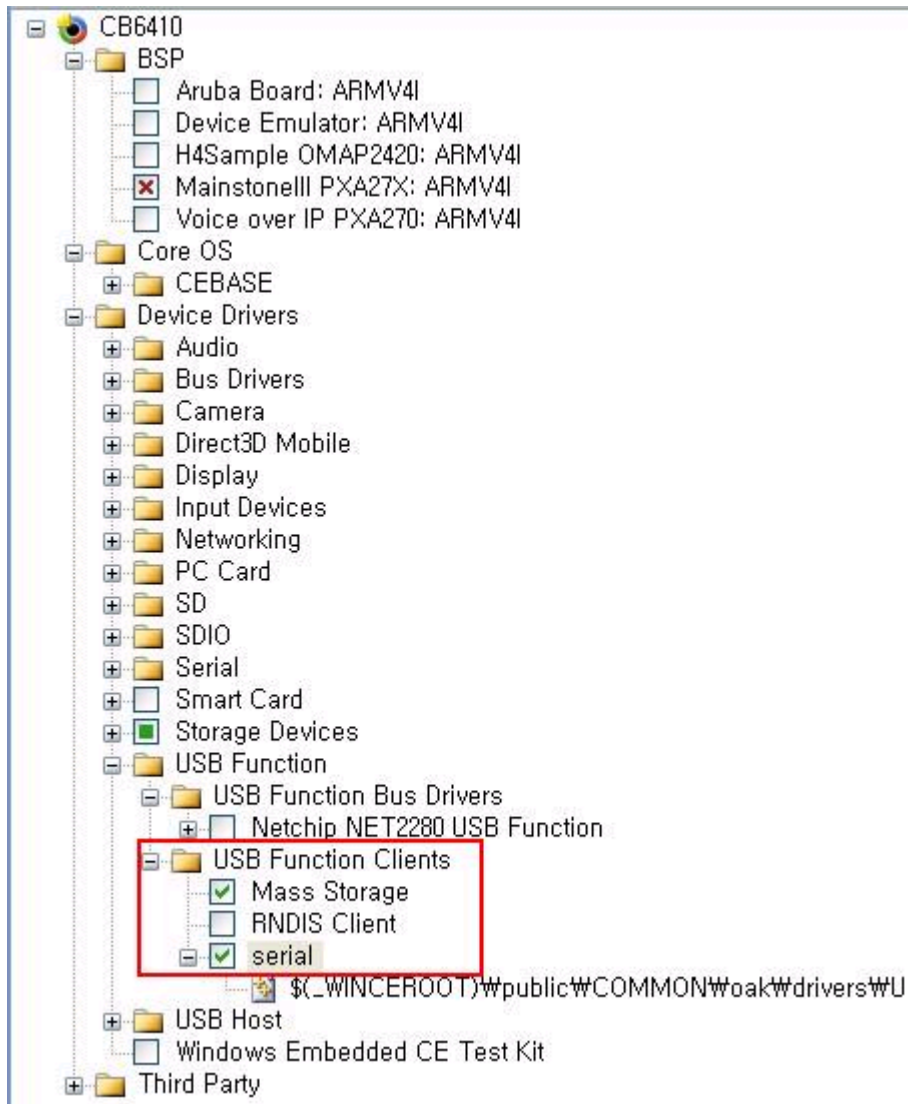 CB6410
BSP
Aruba Board: ARMV4I
Device Emulator: ARMV4I
H4Sample OMAP2420: ARMV4I
MainstoneIII PXA27X: ARMV4I
Voice over IP PXA270: ARMV4I
Core OS
CEBASE
Device Drivers
Audio
Bus Drivers
Camera
Direct3D Mobile
Display
Input Devices
Networking
PC Card
SD
SDIO
Serial
Smart Card
Storage Devices
USB Function
USB Function Bus Drivers
Netchip NET2280 USB Function
USB Function Clients
Mass Storage
RNDIS Client
serial
$(_WINCEROOT)₩public₩COMMON₩oak₩drivers₩U
USB Host
Windows Embedded CE Test Kit
Third Party